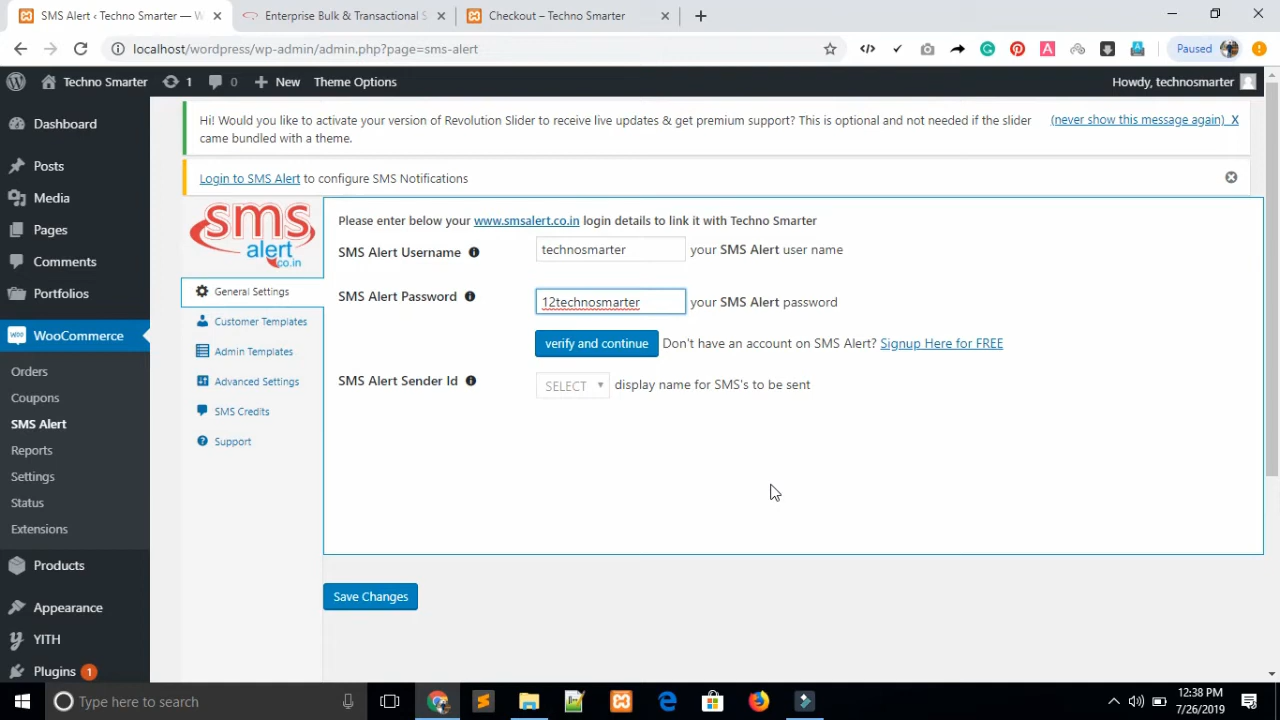 SMS Alert ‹ Techno Smarter — W
Enterprise Bulk & Transactional S
Checkout – Techno Smarter
localhost/wordpress/wp-admin/admin.php?page=sms-alert
Paused
Techno Smarter
1
0
New
Theme Options
Howdy, technosmarter
Dashboard
Posts
Media
Pages
Comments
Portfolios
WooCommerce
Orders
Coupons
SMS Alert
Reports
Settings
Status
Extensions
Products
Appearance
YITH
Plugins 1
Hi! Would you like to activate your version of Revolution Slider to receive live updates & get premium support? This is optional and not needed if the slider
came bundled with a theme.
(never show this message again) X
Login to SMS Alert to configure SMS Notifications
sms
alert
co.in
General Settings
Customer Templates
Admin Templates
Advanced Settings
SMS Credits
Support
Please enter below your www.smsalert.co.in login details to link it with Techno Smarter
SMS Alert Username technosmarter your SMS Alert user name
SMS Alert Password 12technosmarter your SMS Alert password
verify and continue Don't have an account on SMS Alert? Signup Here for FREE
SMS Alert Sender Id SELECT display name for SMS's to be sent
Save Changes
Type here to search
12:38 PM
7/26/2019